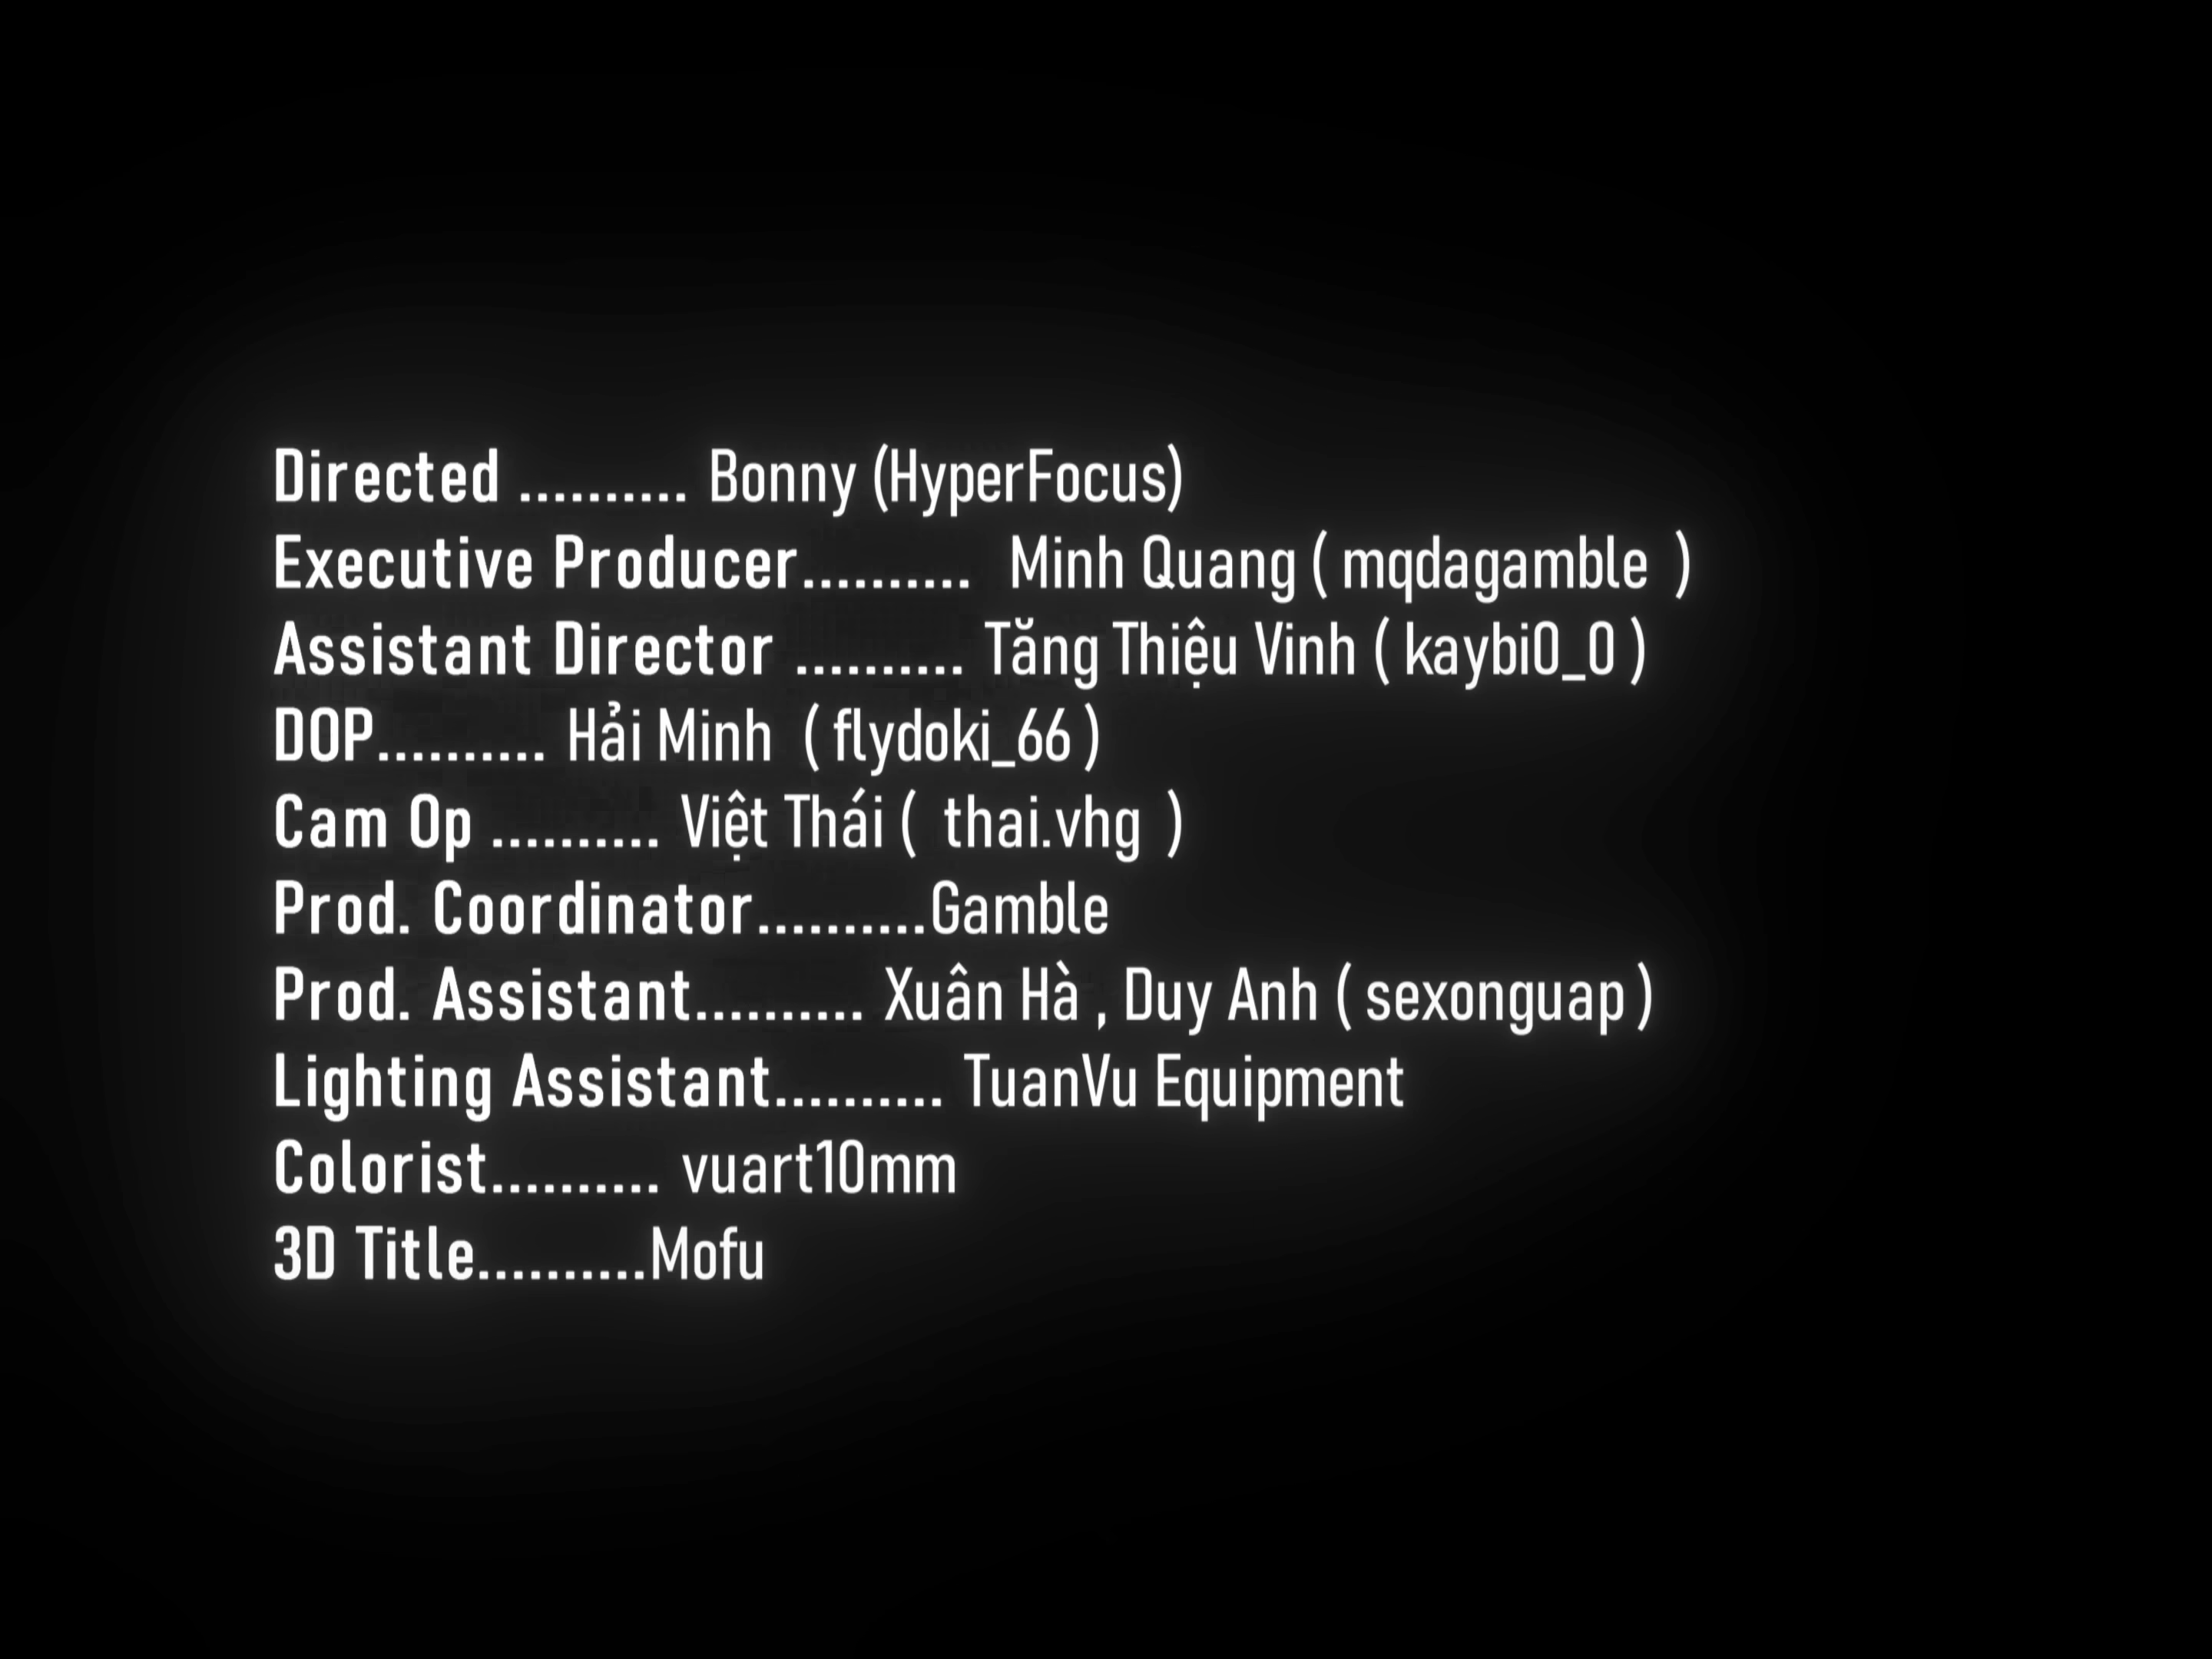 Directed .......... Bonny (HyperFocus)
Executive Producer.......... Minh Quang ( mqdagamble )
Assistant Director .......... Tăng Thiệu Vinh ( kaybi0_0 )
DOP.......... Hải Minh ( flydoki_66 )
Cam Op .......... Việt Thái ( thai.vhg )
Prod. Coordinator..........Gamble
Prod. Assistant.......... Xuân Hà , Duy Anh ( sexonguap )
Lighting Assistant.......... TuanVu Equipment
Colorist.......... vuart10mm
3D Title..........Mofu